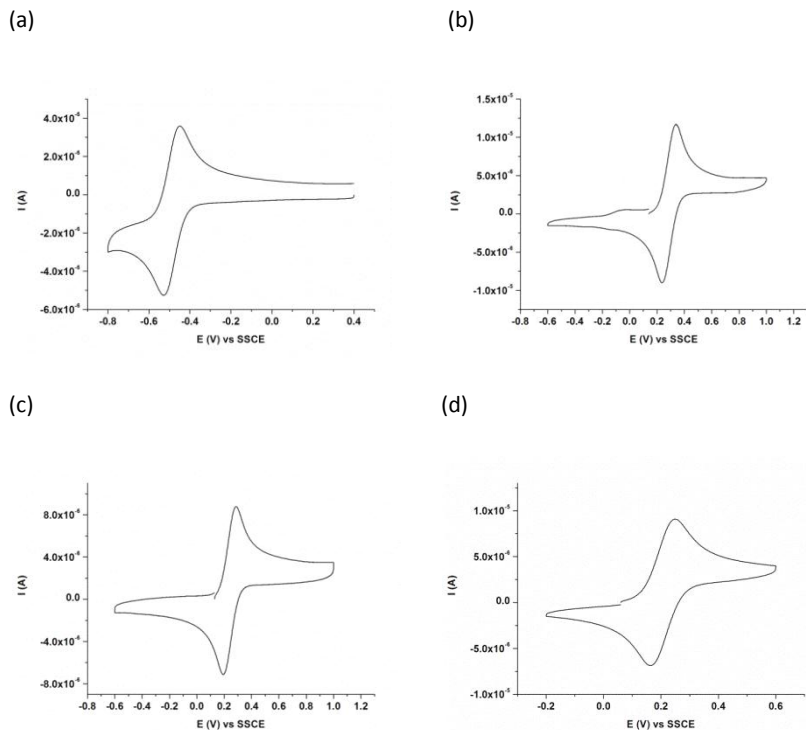 (a)
(b)
4.0x10⁻⁶
2.0x10⁻⁶
0.0
-2.0x10⁻⁶
-4.0x10⁻⁶
-6.0x10⁻⁶
I (A)
-0.8 -0.6 -0.4 -0.2 0.0 0.2 0.4
E (V) vs SSCE
1.5x10⁻⁵
1.0x10⁻⁵
5.0x10⁻⁶
0.0
-5.0x10⁻⁶
-1.0x10⁻⁵
I (A)
-0.8 -0.6 -0.4 -0.2 0.0 0.2 0.4 0.6 0.8 1.0 1.2
E (V) vs SSCE
(c)
(d)
8.0x10⁻⁶
4.0x10⁻⁶
0.0
-4.0x10⁻⁶
-8.0x10⁻⁶
I (A)
-0.8 -0.6 -0.4 -0.2 0.0 0.2 0.4 0.6 0.8 1.0 1.2
E (V) vs SSCE
1.0x10⁻⁵
5.0x10⁻⁶
0.0
-5.0x10⁻⁶
-1.0x10⁻⁵
I (A)
-0.2 0.0 0.2 0.4 0.6
E (V) vs SSCE